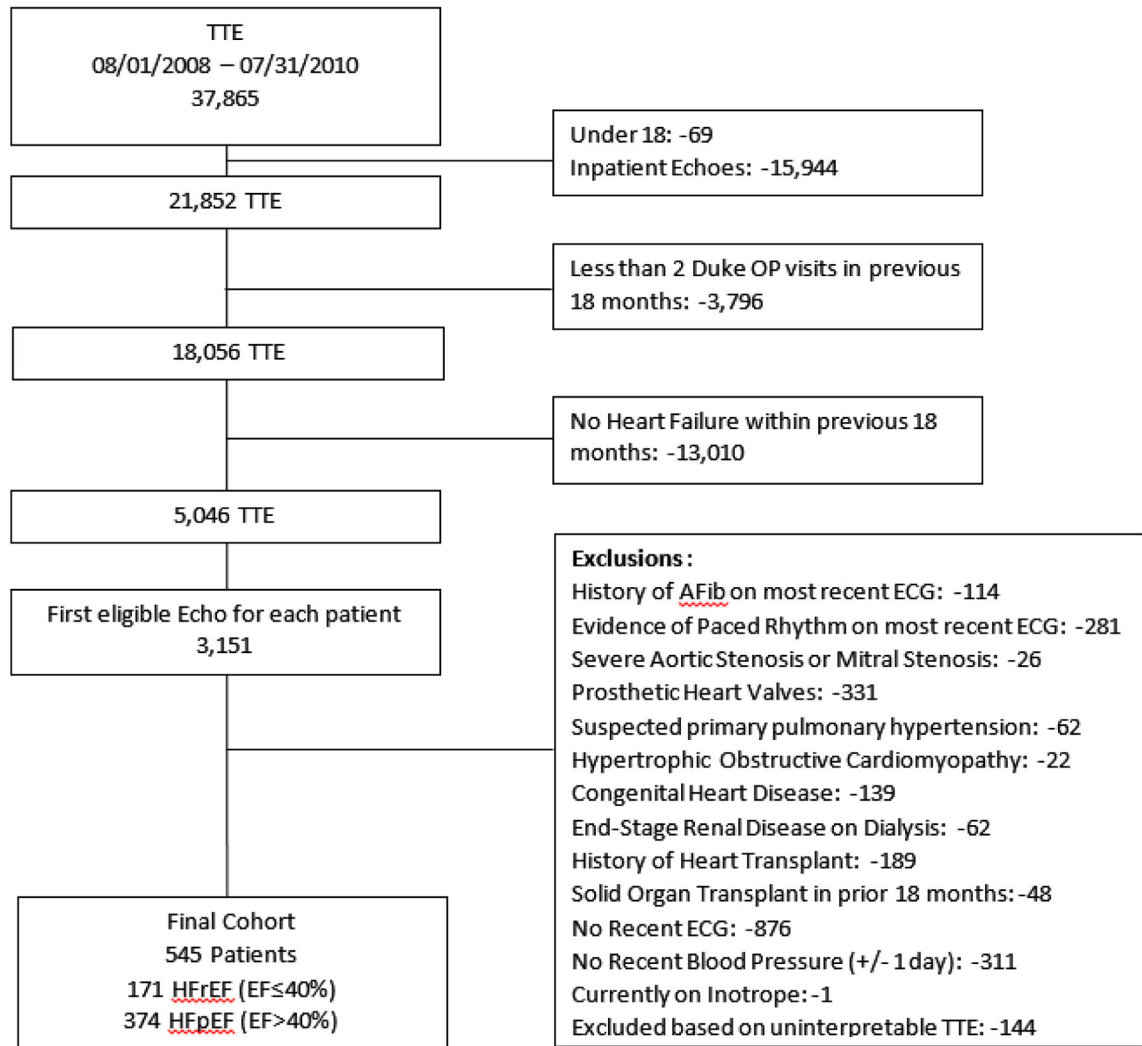 TTE
08/01/2008 – 07/31/2010
37,865
Under 18: -69
Inpatient Echoes: -15,944
21,852 TTE
Less than 2 Duke OP visits in previous
18 months: -3,796
18,056 TTE
No Heart Failure within previous 18
months: -13,010
5,046 TTE
First eligible Echo for each patient
3,151
Exclusions:
History of AFib on most recent ECG: -114
Evidence of Paced Rhythm on most recent ECG: -281
Severe Aortic Stenosis or Mitral Stenosis: -26
Prosthetic Heart Valves: -331
Suspected primary pulmonary hypertension: -62
Hypertrophic Obstructive Cardiomyopathy: -22
Congenital Heart Disease: -139
End-Stage Renal Disease on Dialysis: -62
History of Heart Transplant: -189
Solid Organ Transplant in prior 18 months: -48
No Recent ECG: -876
No Recent Blood Pressure (+/- 1 day): -311
Currently on Inotrope: -1
Excluded based on uninterpretable TTE: -144
Final Cohort
545 Patients
171 HFrEF (EF≤40%)
374 HFpEF (EF>40%)